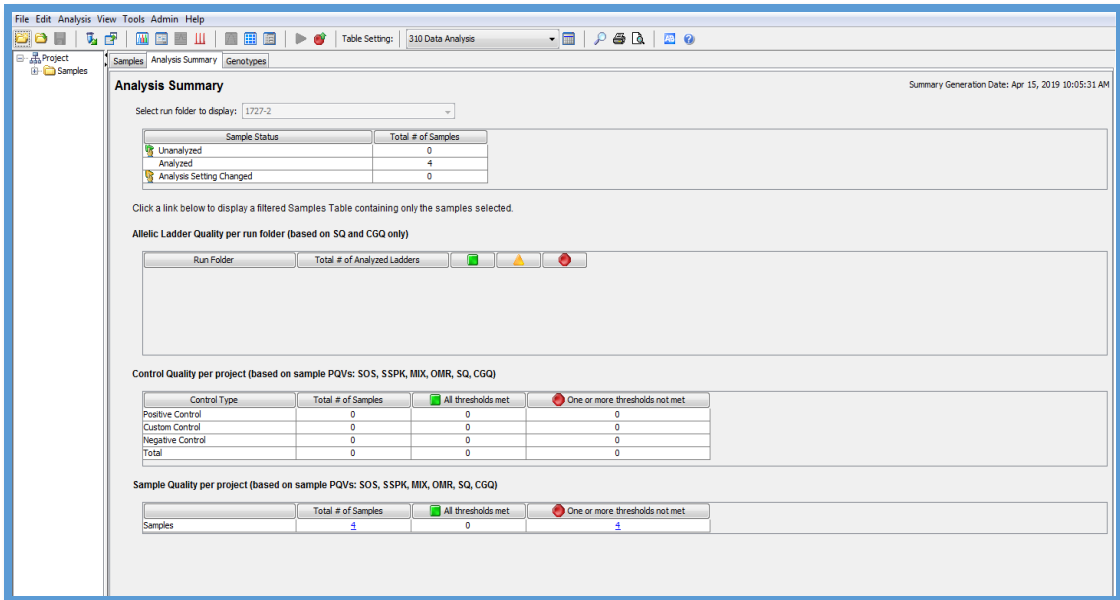 File Edit Analysis View Tools Admin Help
Table Setting: 310 Data Analysis
Project
Samples
Samples Analysis Summary Genotypes
Analysis Summary
Summary Generation Date: Apr 15, 2019 10:05:31 AM
Select run folder to display: 1727-2
Sample Status Total # of Samples
Unanalyzed 0
Analyzed 4
Analysis Setting Changed 0
Click a link below to display a filtered Samples Table containing only the samples selected.
Allelic Ladder Quality per run folder (based on SQ and CGQ only)
Run Folder Total # of Analyzed Ladders
Control Quality per project (based on sample PQVs: SOS, SSPK, MIX, OMR, SQ, CGQ)
Control Type Total # of Samples All thresholds met One or more thresholds not met
Positive Control 0 0 0
Custom Control 0 0 0
Negative Control 0 0 0
Total 0 0 0
Sample Quality per project (based on sample PQVs: SOS, SSPK, MIX, OMR, SQ, CGQ)
Total # of Samples All thresholds met One or more thresholds not met
Samples 4 0 4